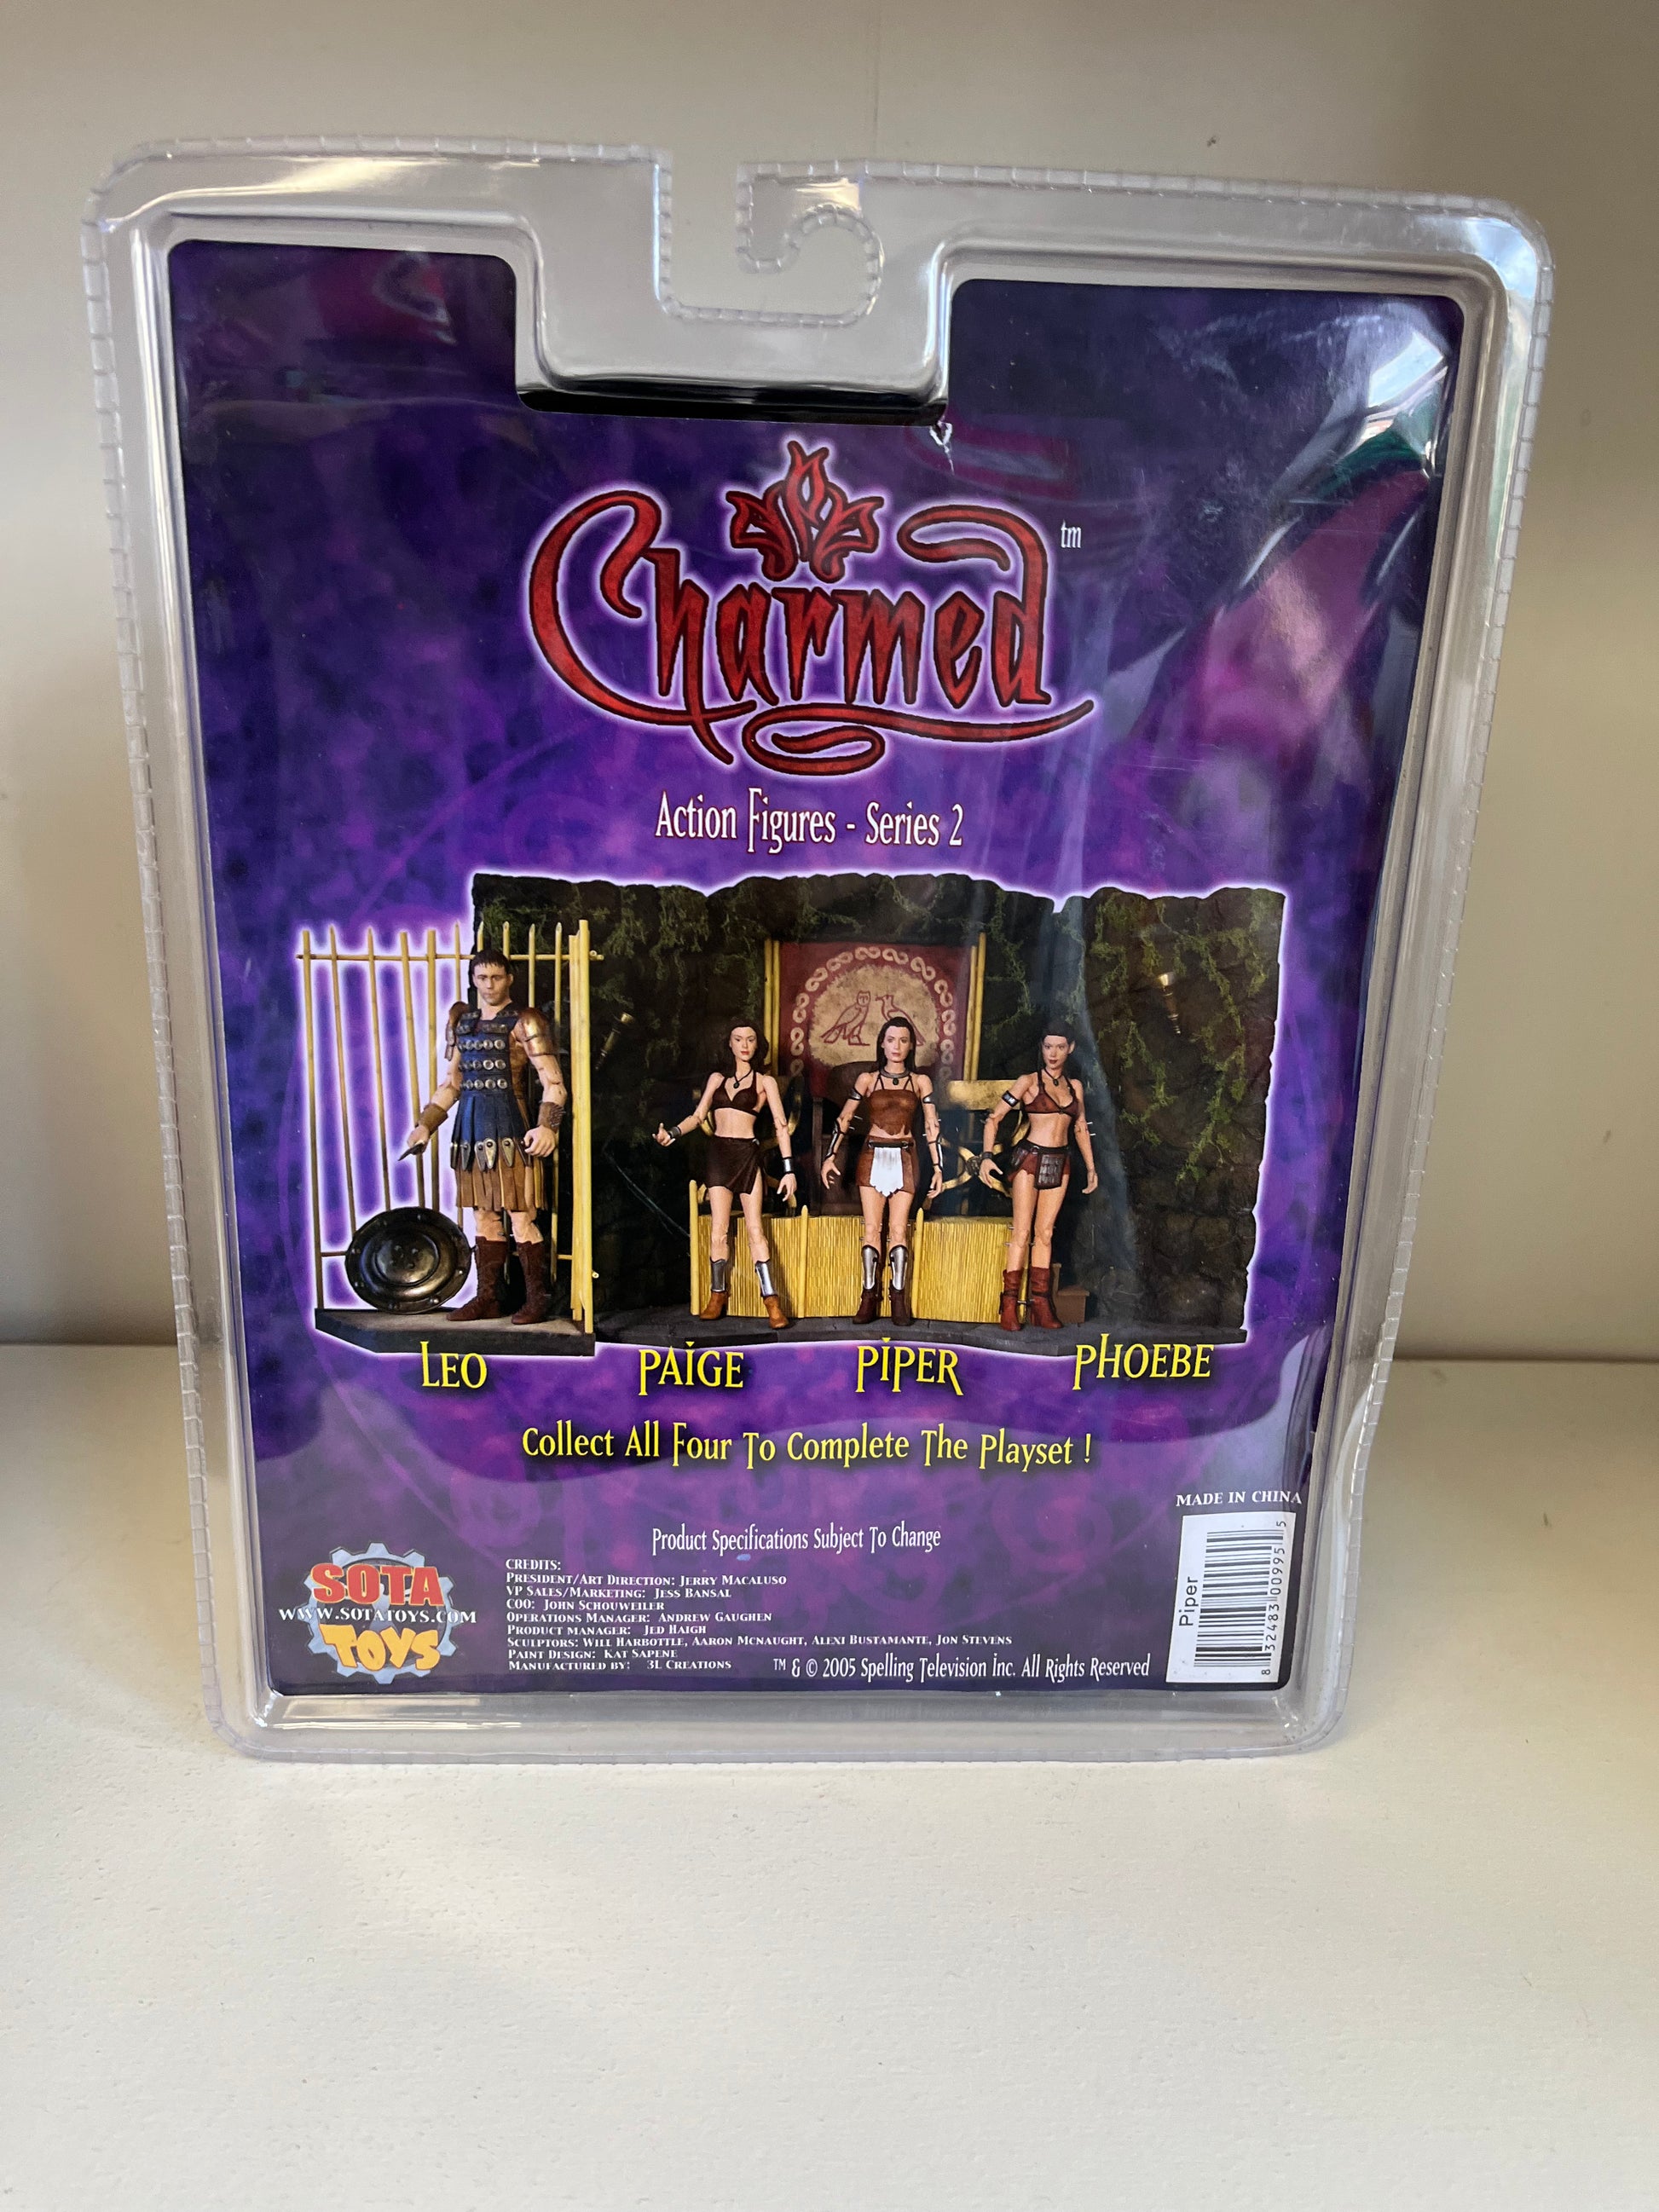 Charmed tm
Action Figures - Series 2
LEO PAIGE PIPER PHOEBE
Collect All Four To Complete The Playset !
MADE IN CHINA
Product Specifications Subject To Change
SOTA
WWW.SOTATOYS.COM
TOYS
CREDITS:
PRESIDENT/ART DIRECTION: JERRY MACALUSO
VP SALES/MARKETING: JESS BANSAL
COO: JOHN SCHOUWEILER
OPERATIONS MANAGER: ANDREW GAUGHEN
PRODUCT MANAGER: JED HAIGH
SCULPTORS: WILL HARBOTTLE, AARON MCNAUGHT, ALEXI BUSTAMANTE, JON STEVENS
PAINT DESIGN: KAT SAPENE
MANUFACTURED BY: 3L CREATIONS
TM & © 2005 Spelling Television Inc. All Rights Reserved
Piper
8 32483 00995 5